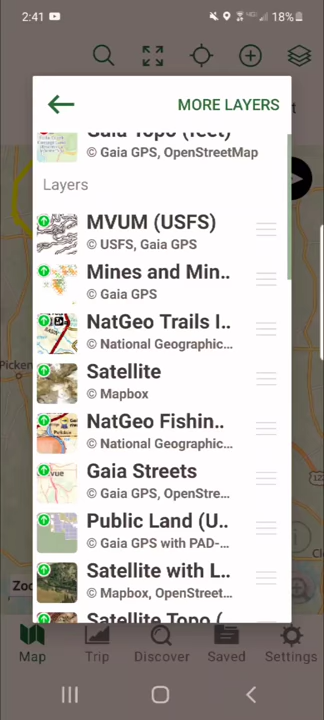 2:41
18%
MORE LAYERS
Gaia Topo (feet)
© Gaia GPS, OpenStreetMap
Layers
MVUM (USFS)
© USFS, Gaia GPS
Mines and Min..
© Gaia GPS
NatGeo Trails I..
© National Geographic...
Satellite
© Mapbox
NatGeo Fishin..
© National Geographic...
Gaia Streets
© Gaia GPS, OpenStre...
Public Land (U..
© Gaia GPS with PAD-...
Satellite with L..
© Mapbox, OpenStreet...
Satellite Topo (
Picken
Zoo
Map
Trip
Discover
Saved
Settings